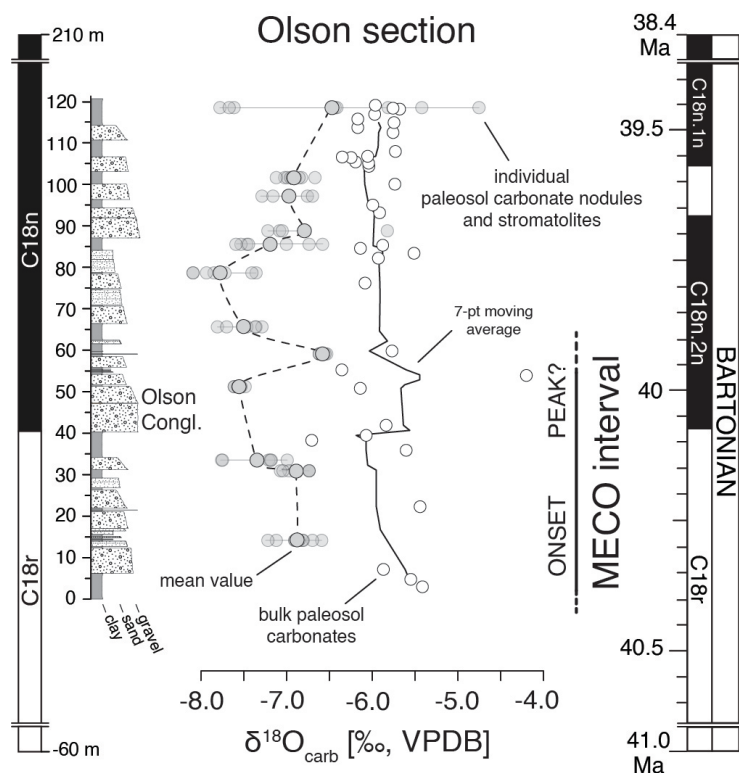 Olson section
210 m
120
110
100
90
80
70
60
50
40
30
20
10
0
-60 m
C18n
C18r
Olson
Congl.
clay
sand
gravel
individual
paleosol carbonate nodules
and stromatolites
7-pt moving
average
mean value
bulk paleosol
carbonates
-8.0
-7.0
-6.0
-5.0
-4.0
δ18Ocarb [‰, VPDB]
PEAK?
ONSET
MECO interval
38.4
Ma
39.5
40
40.5
41.0
Ma
C18n.1n
C18n.2n
C18r
BARTONIAN